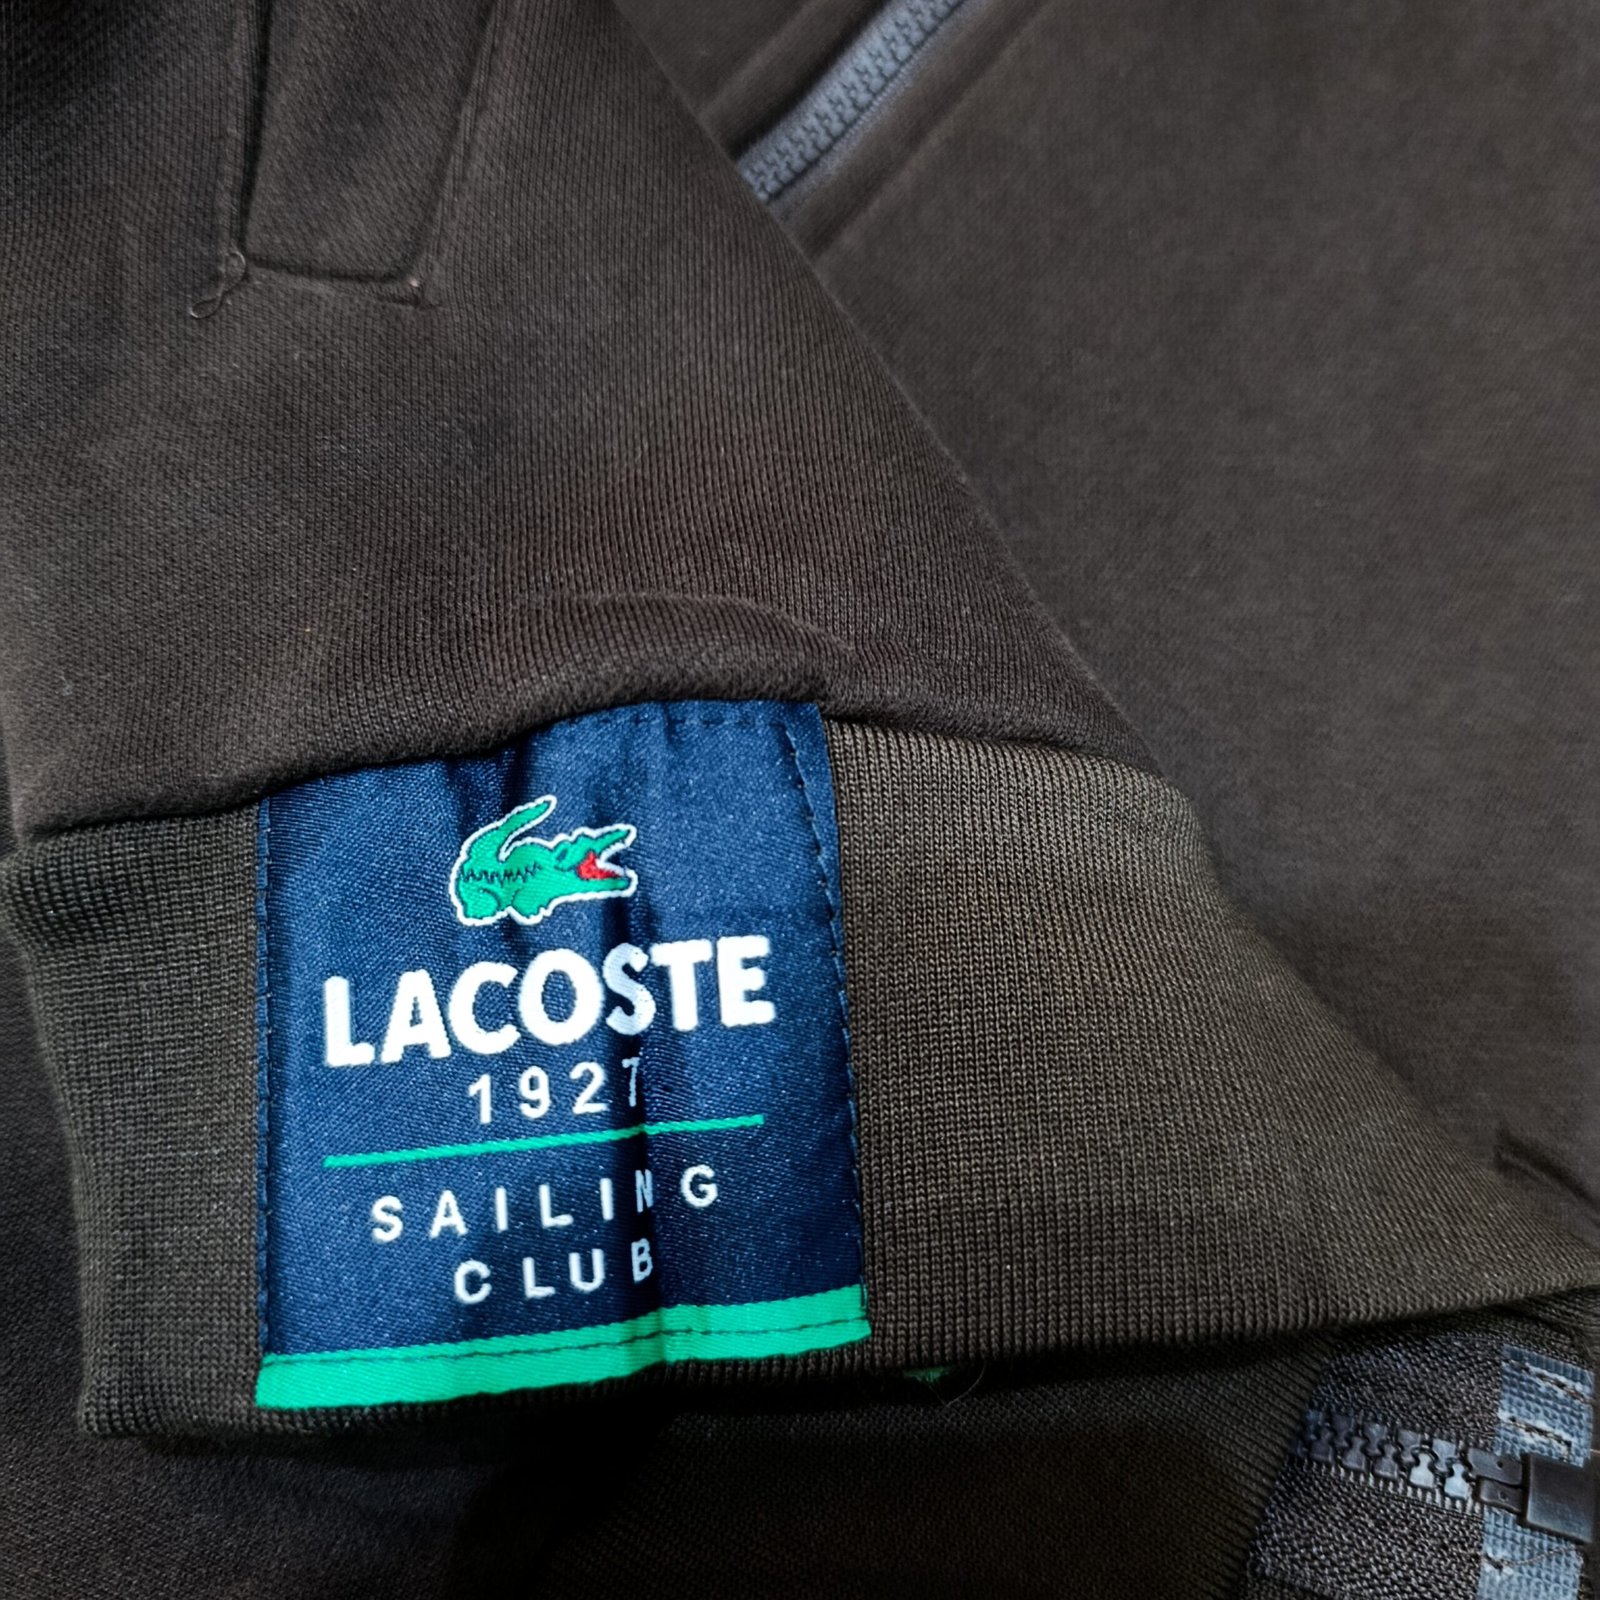 LACOSTE
1927
SAILING
CLUB